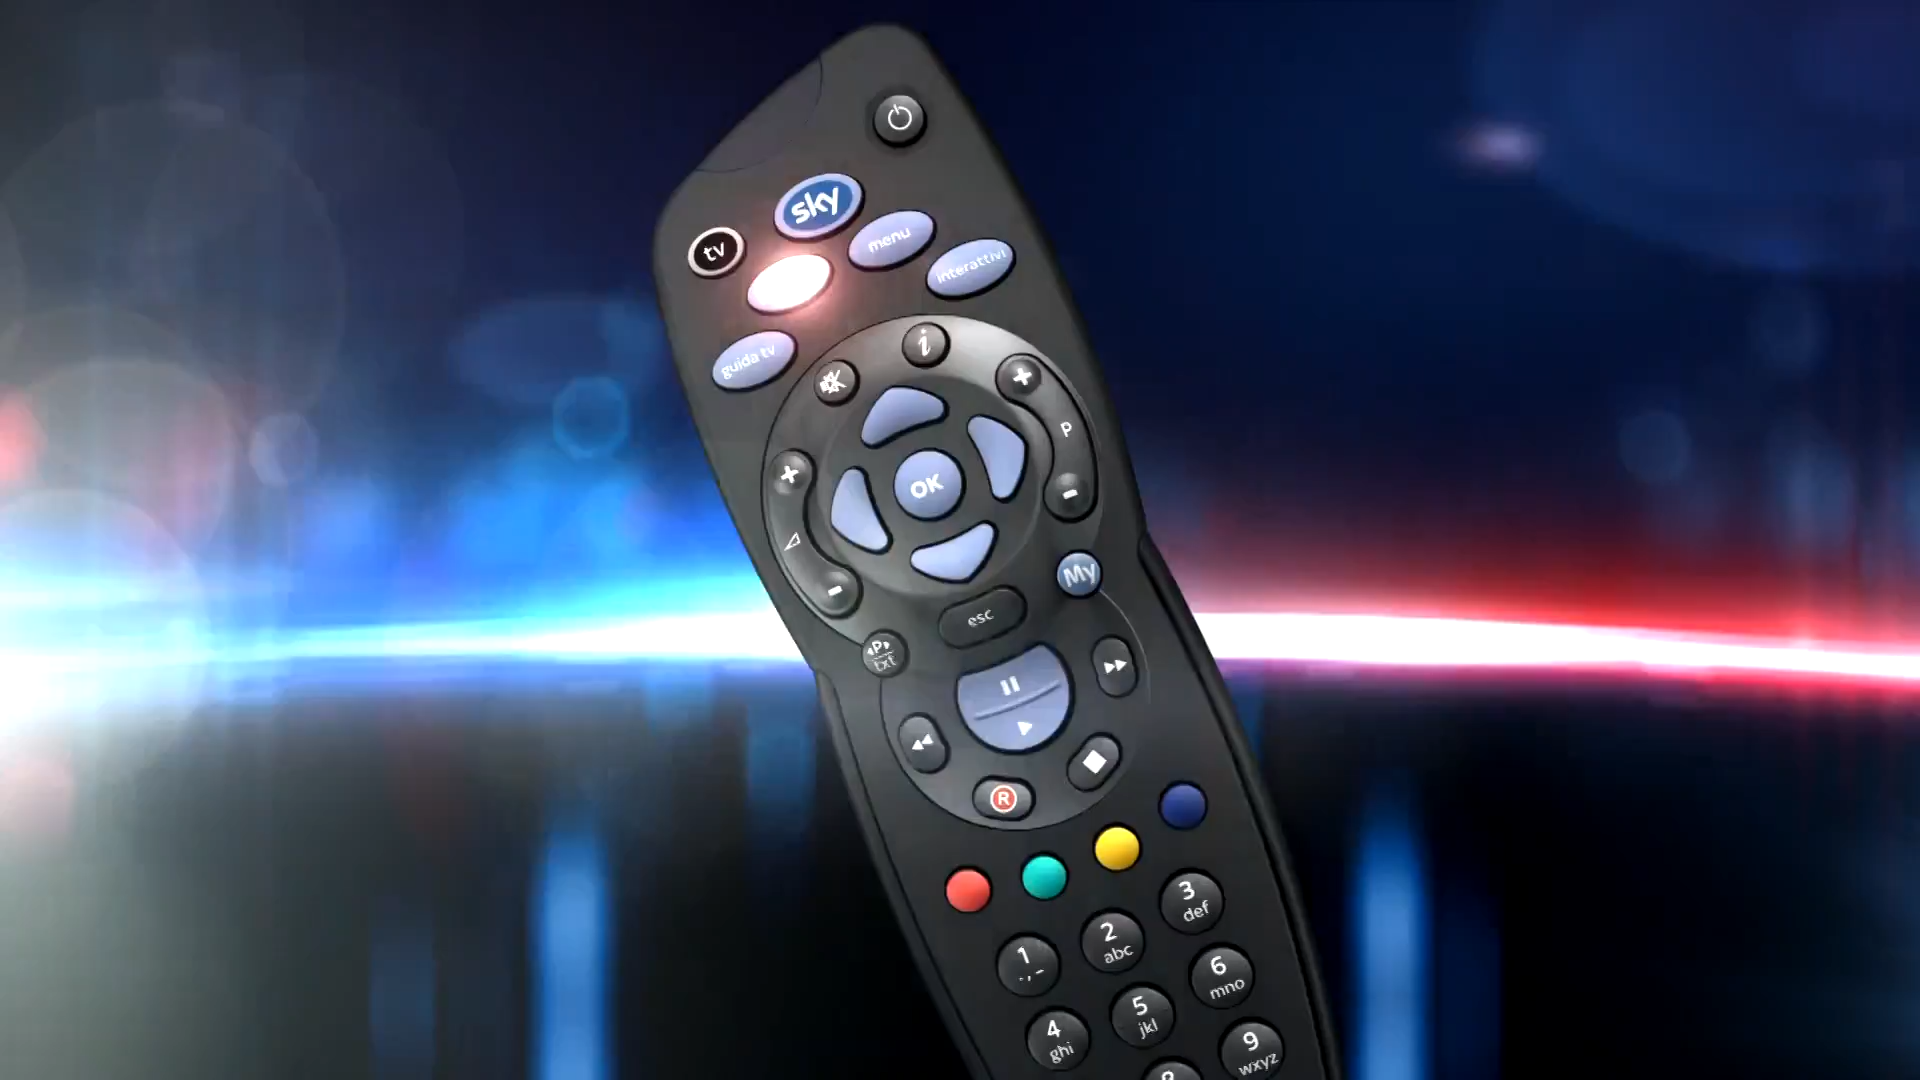 sky
tv
menu
interattivi
guida tv
i
+
+
P
OK
-
My
-
esc
P
txt
R
3
def
2
abc
1
.,-
6
mno
5
jkl
4
ghi
9
wxyz